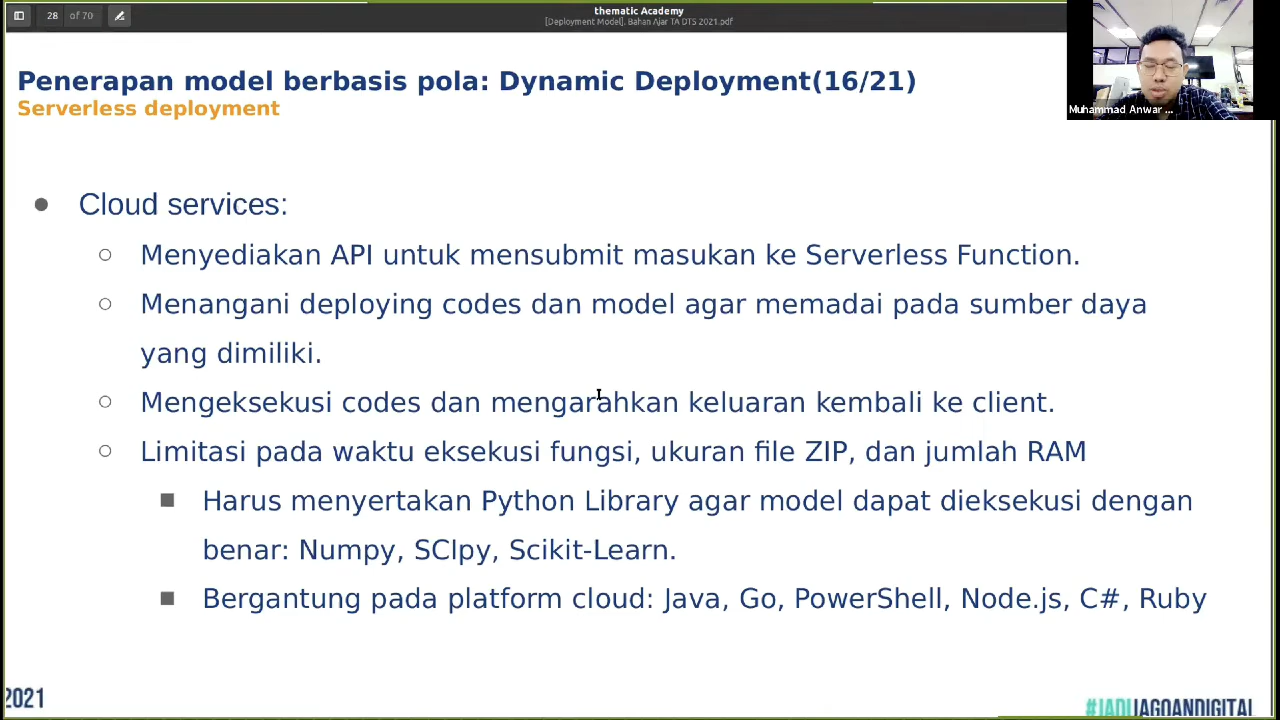 28 of 70
thematic Academy
[Deployment Model]. Bahan Ajar TA DTS 2021.pdf
Muhammad Anwar ...
Penerapan model berbasis pola: Dynamic Deployment(16/21)
Serverless deployment
Cloud services:
Menyediakan API untuk mensubmit masukan ke Serverless Function.
Menangani deploying codes dan model agar memadai pada sumber daya
yang dimiliki.
Mengeksekusi codes dan mengarahkan keluaran kembali ke client.
Limitasi pada waktu eksekusi fungsi, ukuran file ZIP, dan jumlah RAM
Harus menyertakan Python Library agar model dapat dieksekusi dengan
benar: Numpy, SCIpy, Scikit-Learn.
Bergantung pada platform cloud: Java, Go, PowerShell, Node.js, C#, Ruby
2021
#JADIJAGOANDIGITAL